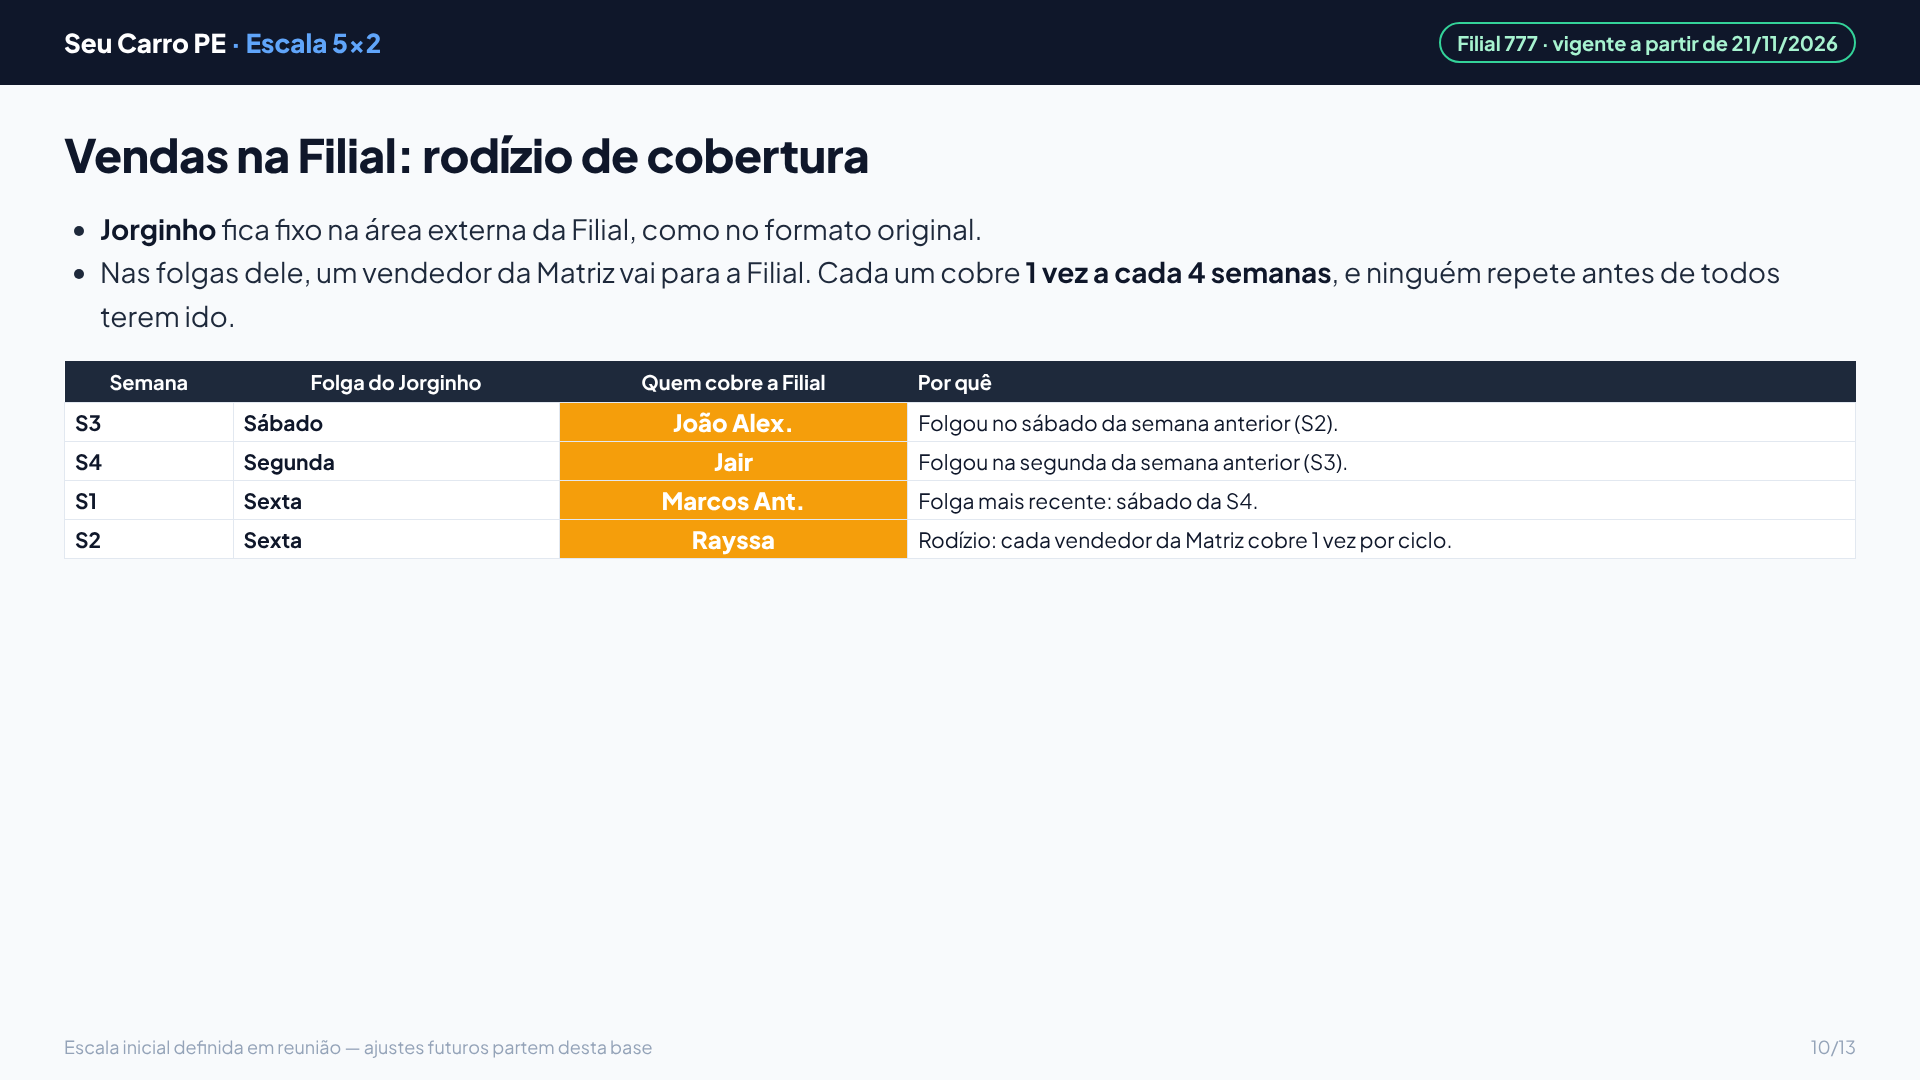 Seu Carro PE · Escala 5×2
Filial 777 · vigente a partir de 21/11/2026
Vendas na Filial: rodízio de cobertura
• Jorginho fica fixo na área externa da Filial, como no formato original.
• Nas folgas dele, um vendedor da Matriz vai para a Filial. Cada um cobre 1 vez a cada 4 semanas, e ninguém repete antes de todos
terem ido.
Semana Folga do Jorginho Quem cobre a Filial Por quê
S3 Sábado João Alex. Folgou no sábado da semana anterior (S2).
S4 Segunda Jair Folgou na segunda da semana anterior (S3).
S1 Sexta Marcos Ant. Folga mais recente: sábado da S4.
S2 Sexta Rayssa Rodízio: cada vendedor da Matriz cobre 1 vez por ciclo.
Escala inicial definida em reunião — ajustes futuros partem desta base
10/13